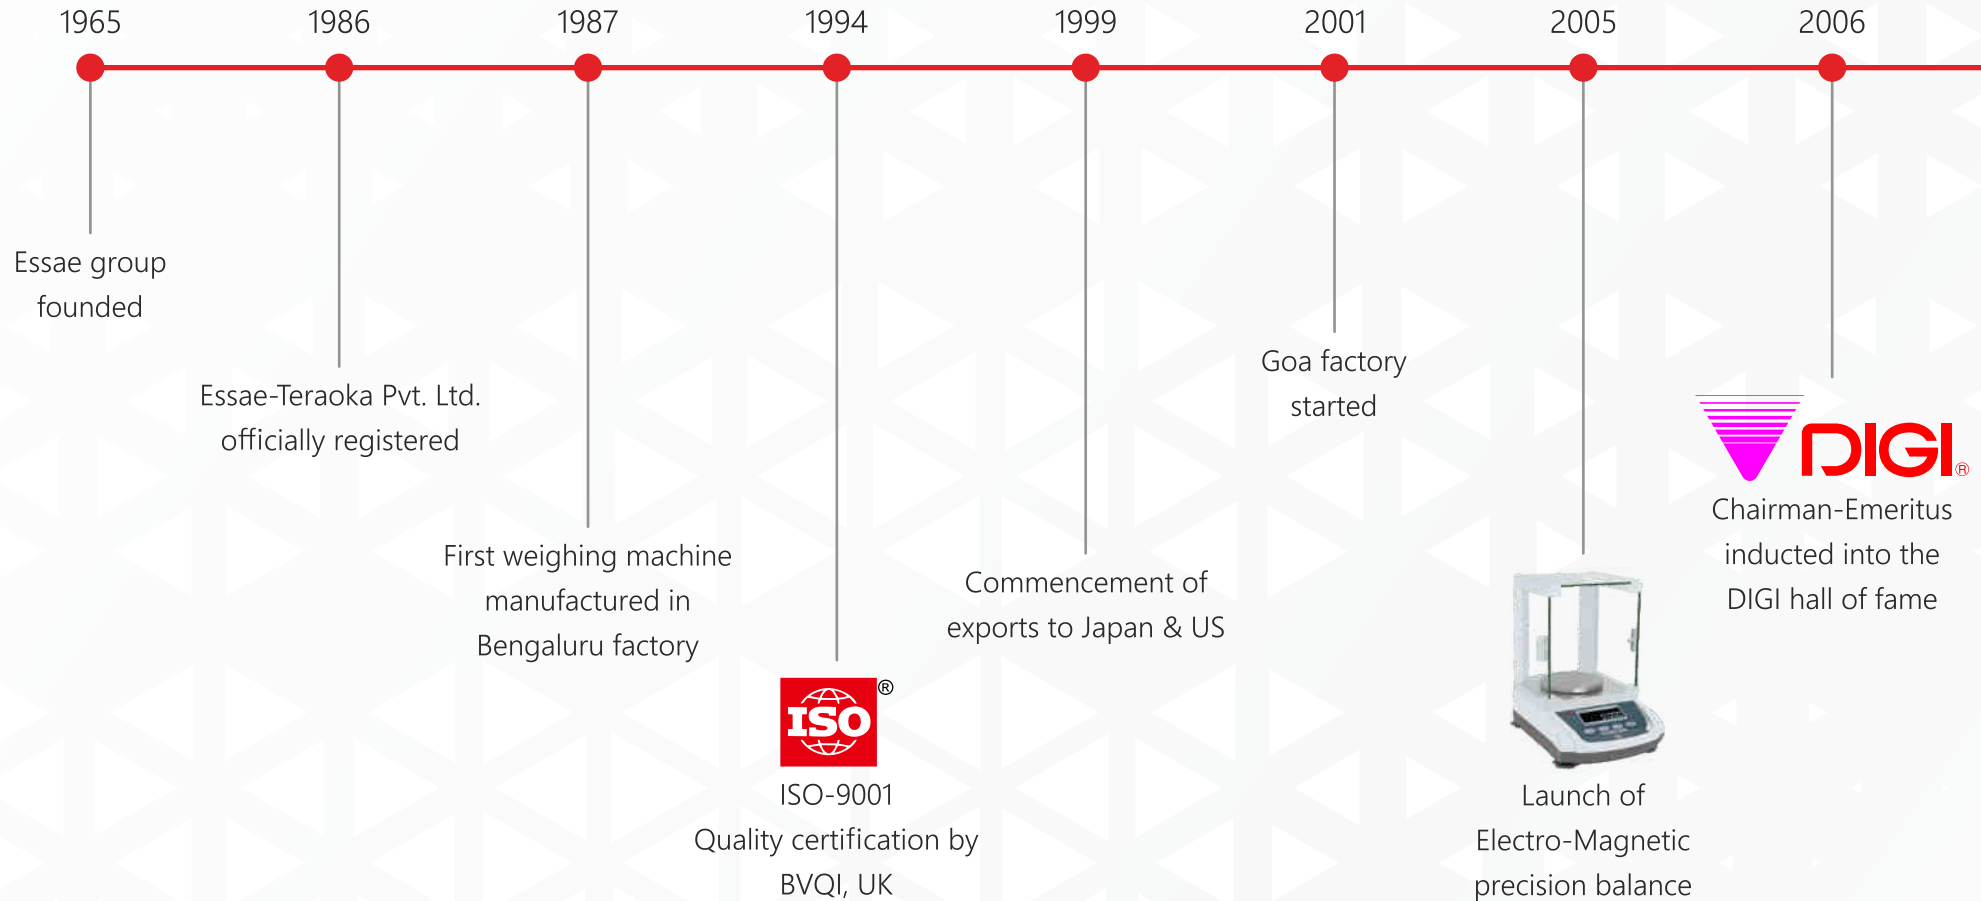 1965
1986
1987
1994
1999
2001
2005
2006
Essae group
founded
Essae-Teraoka Pvt. Ltd.
officially registered
First weighing machine
manufactured in
Bengaluru factory
ISO
®
ISO-9001
Quality certification by
BVQI, UK
Commencement of
exports to Japan & US
Goa factory
started
Launch of
Electro-Magnetic
precision balance
DIGI®
Chairman-Emeritus
inducted into the
DIGI hall of fame